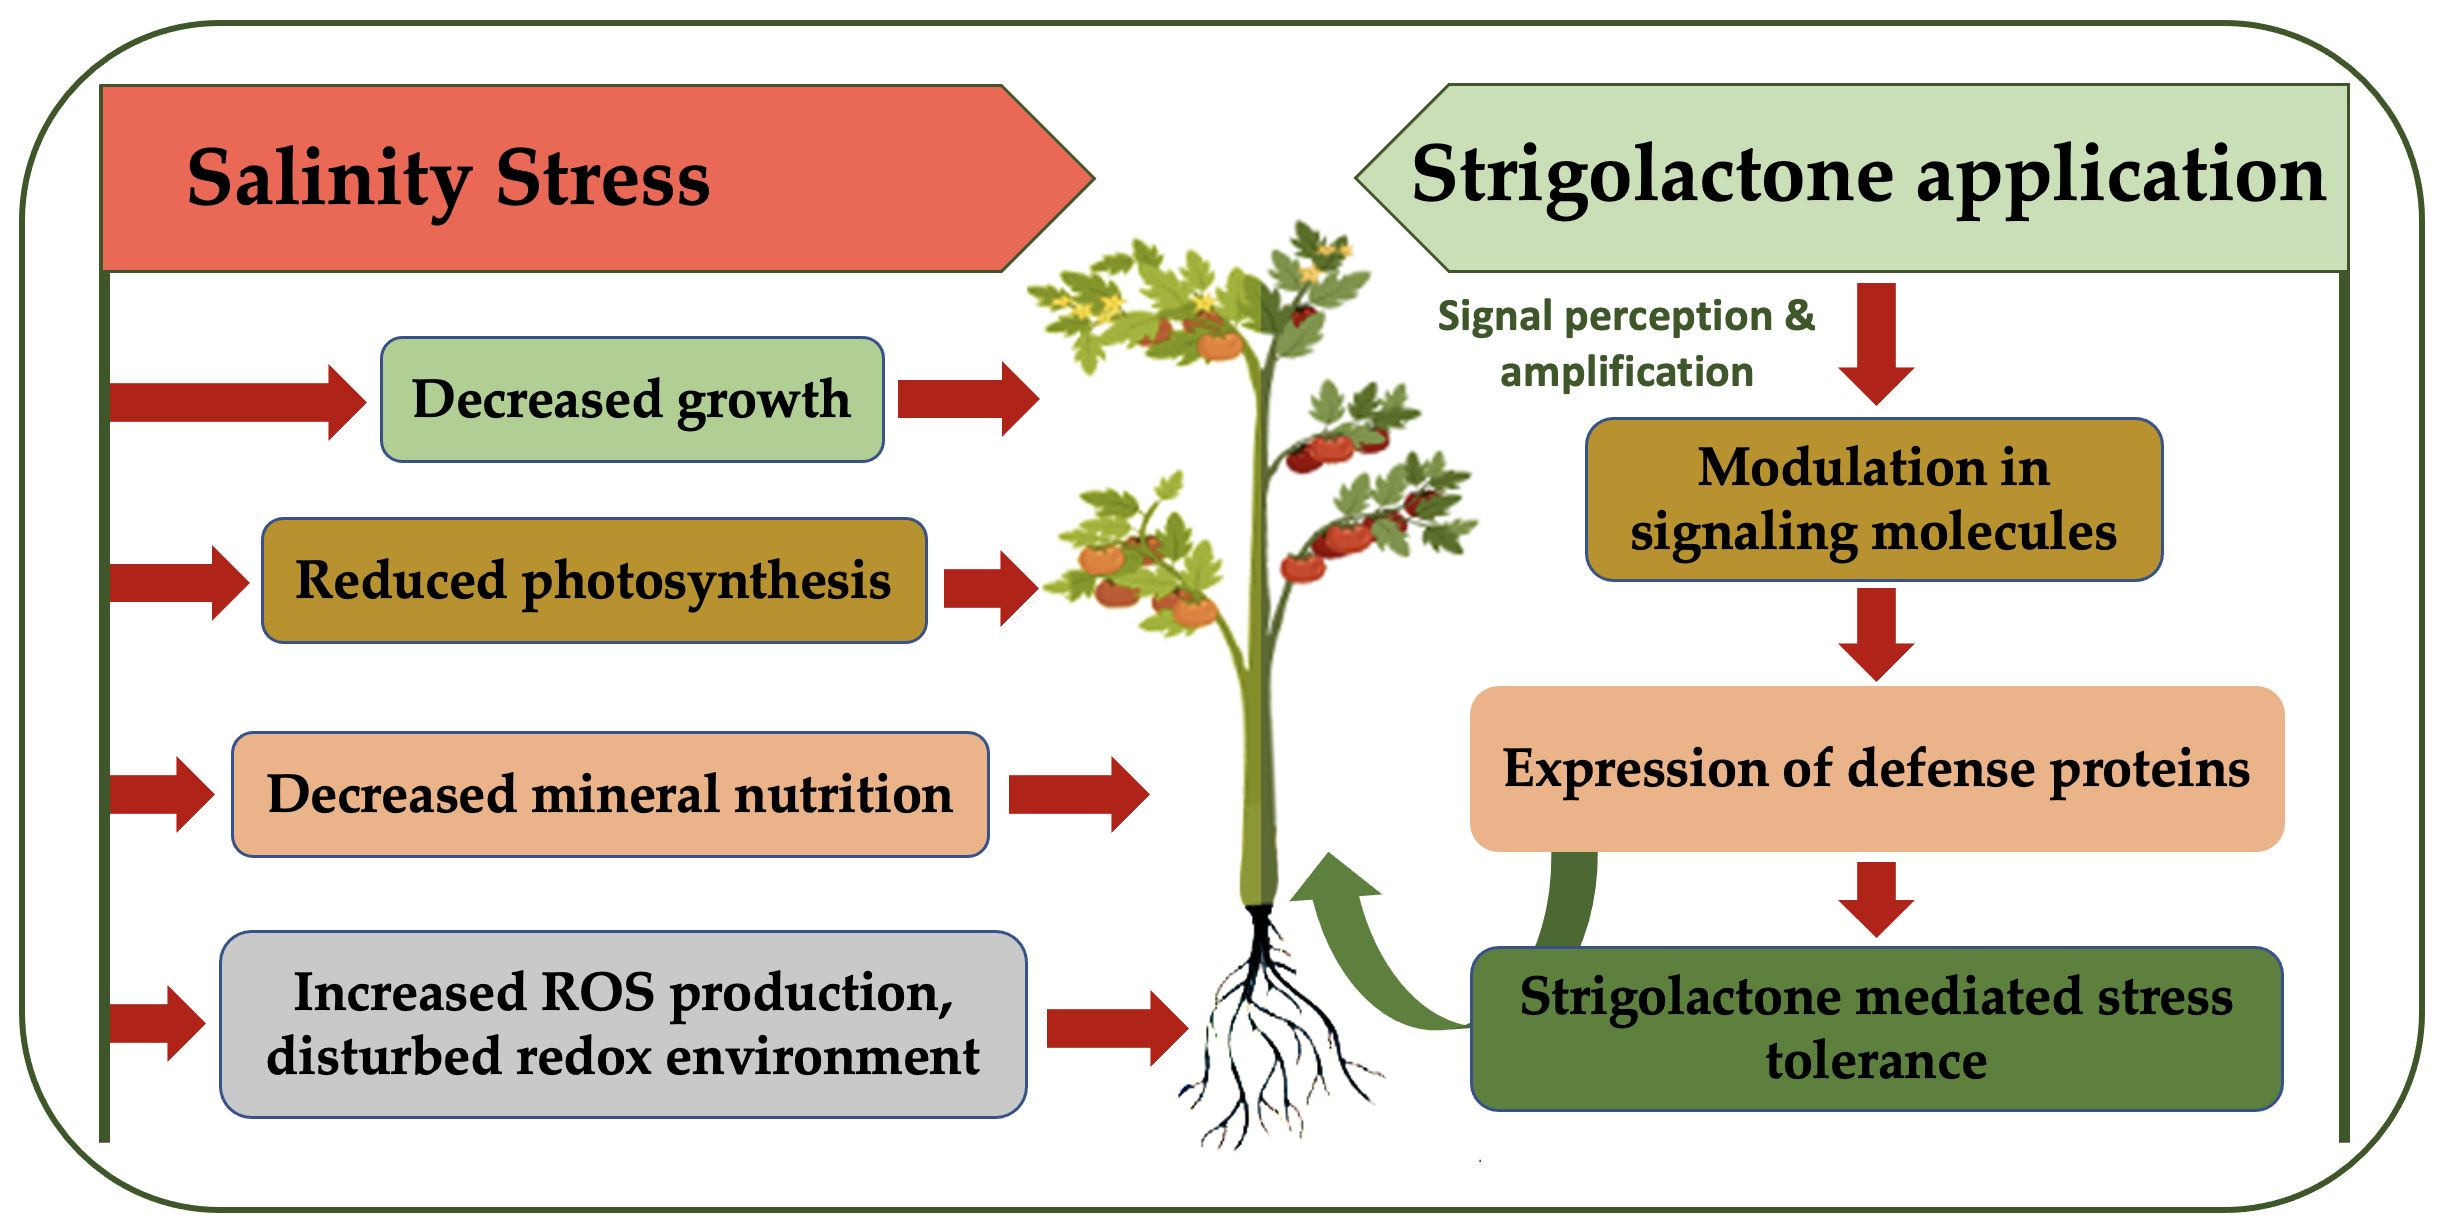 Salinity Stress
Decreased growth
Reduced photosynthesis
Decreased mineral nutrition
Increased ROS production,
disturbed redox environment
Strigolactone application
Signal perception &
amplification
Modulation in
signaling molecules
Expression of defense proteins
Strigolactone mediated stress
tolerance